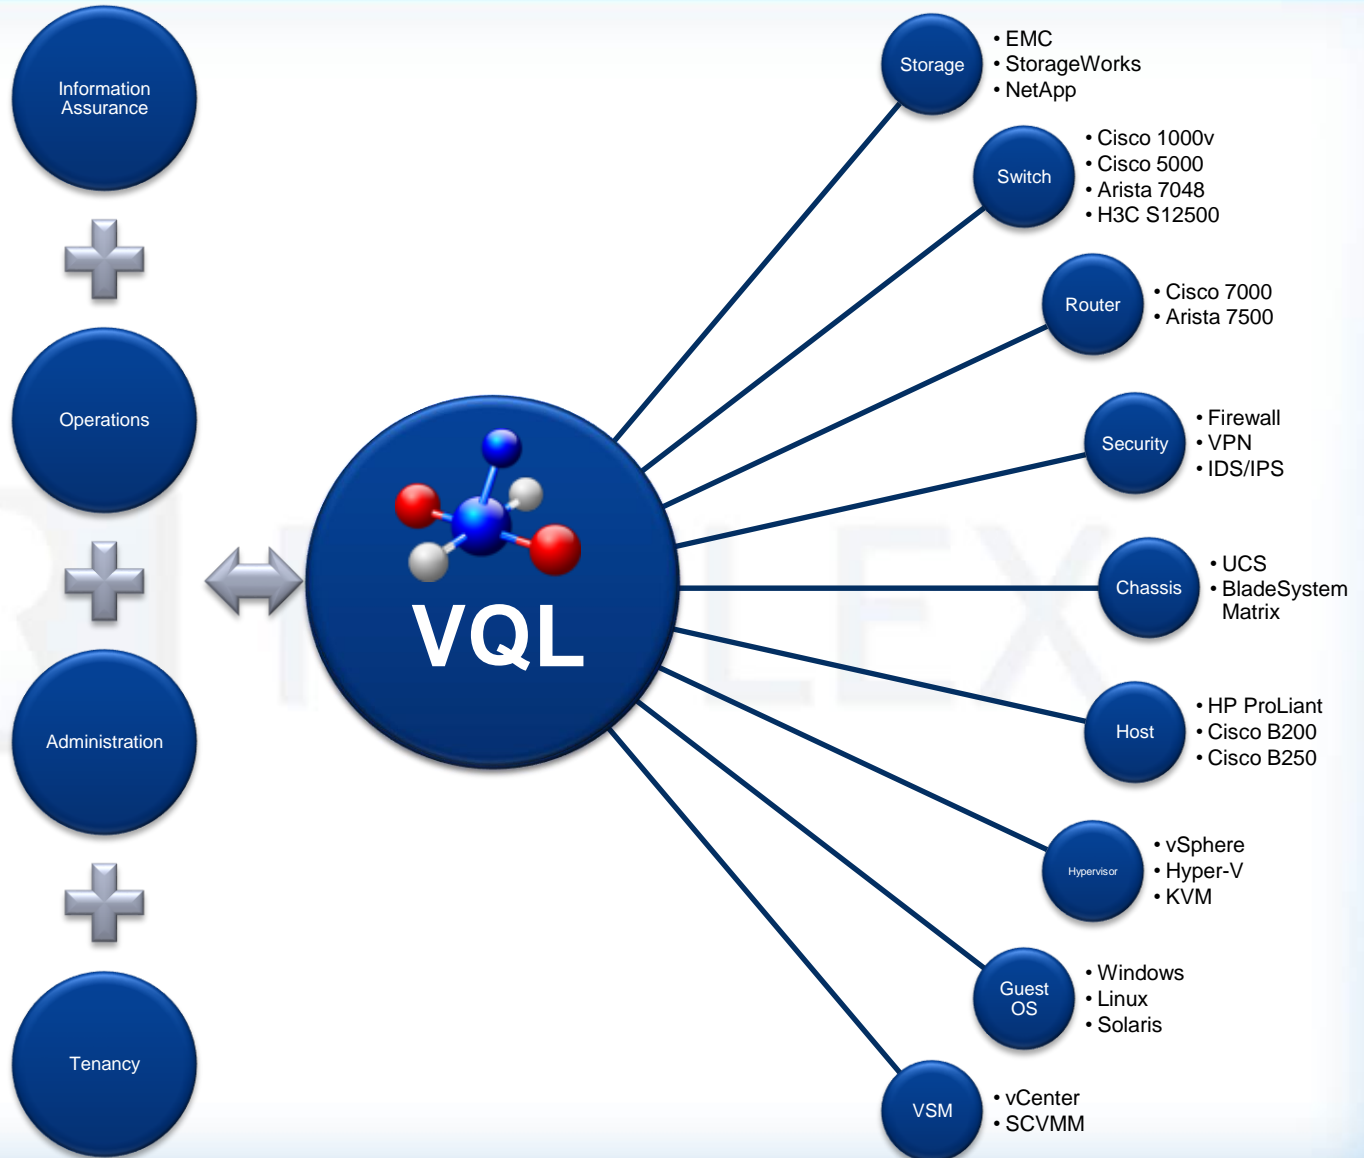 Information
Assurance
Operations
Administration
Tenancy
VQL
Storage
• EMC
• StorageWorks
• NetApp
Switch
• Cisco 1000v
• Cisco 5000
• Arista 7048
• H3C S12500
Router
• Cisco 7000
• Arista 7500
Security
• Firewall
• VPN
• IDS/IPS
Chassis
• UCS
• BladeSystem
Matrix
Host
• HP ProLiant
• Cisco B200
• Cisco B250
Hypervisor
• vSphere
• Hyper-V
• KVM
Guest
OS
• Windows
• Linux
• Solaris
VSM
• vCenter
• SCVMM